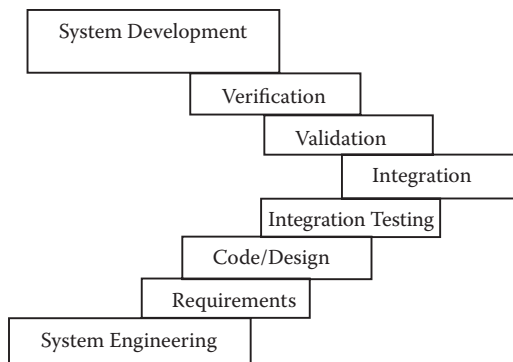 System Development
Verification
Validation
Integration
Integration Testing
Code/Design
Requirements
System Engineering